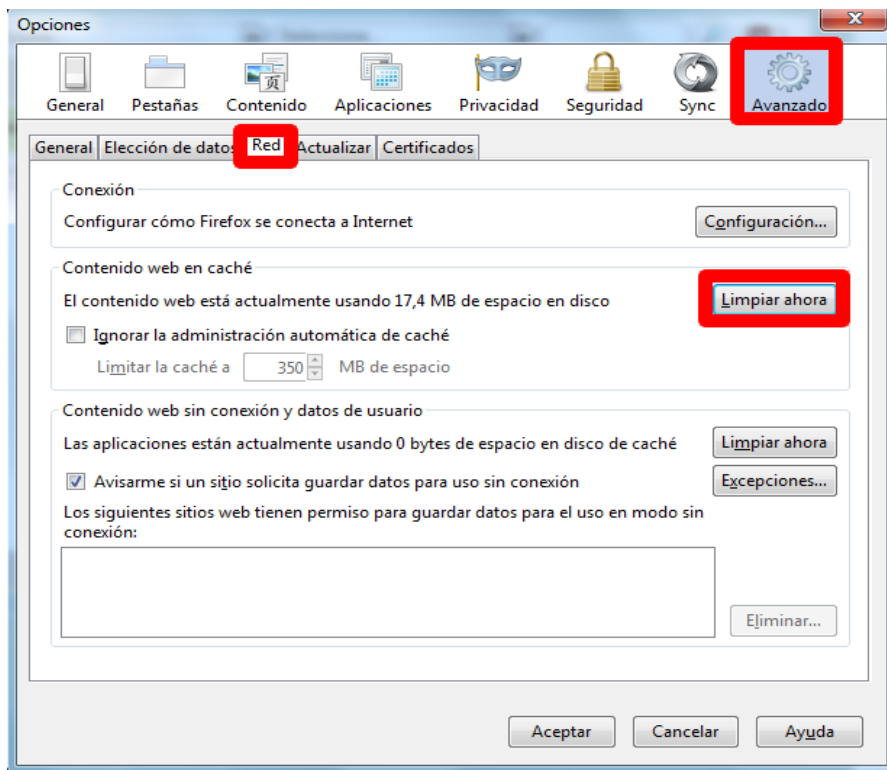 Opciones
General Pestañas Contenido Aplicaciones Privacidad Seguridad Sync Avanzado
General Elección de datos Red Actualizar Certificados
Conexión
Configurar cómo Firefox se conecta a Internet Configuración...
Contenido web en caché
El contenido web está actualmente usando 17,4 MB de espacio en disco Limpiar ahora
Ignorar la administración automática de caché
Limitar la caché a 350 MB de espacio
Contenido web sin conexión y datos de usuario
Las aplicaciones están actualmente usando 0 bytes de espacio en disco de caché Limpiar ahora
Avisarme si un sitio solicita guardar datos para uso sin conexión Excepciones...
Los siguientes sitios web tienen permiso para guardar datos para el uso en modo sin
conexión:
Eliminar...
Aceptar Cancelar Ayuda